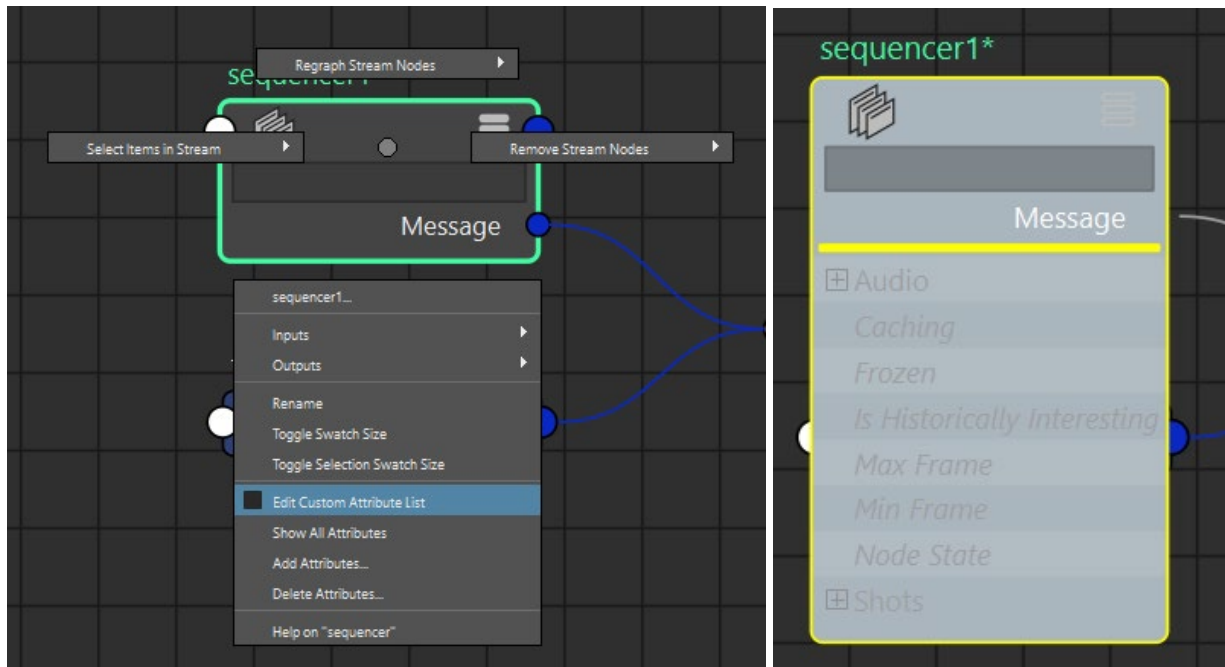 Regraph Stream Nodes
sequencer1
Select Items in Stream
Remove Stream Nodes
Message
sequencer1...
Inputs
Outputs
Rename
Toggle Swatch Size
Toggle Selection Swatch Size
Edit Custom Attribute List
Show All Attributes
Add Attributes...
Delete Attributes...
Help on "sequencer"
sequencer1*
Message
Audio
Caching
Frozen
Is Historically Interesting
Max Frame
Min Frame
Node State
Shots